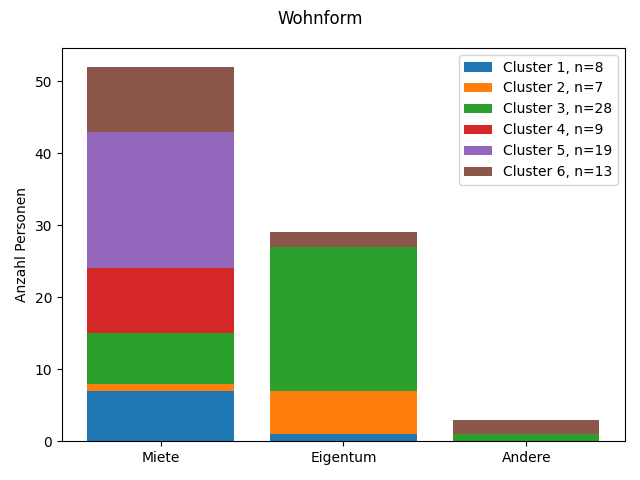 Wohnform
Anzahl Personen
50
40
30
20
10
0
Cluster 1, n=8
Cluster 2, n=7
Cluster 3, n=28
Cluster 4, n=9
Cluster 5, n=19
Cluster 6, n=13
Miete
Eigentum
Andere